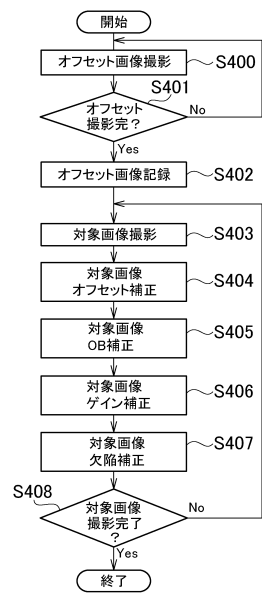 開始
オフセット画像撮影
S400
オフセット
撮影完?
S401
No
Yes
オフセット画像記録
S402
対象画像撮影
S403
対象画像
オフセット補正
S404
対象画像
OB補正
S405
対象画像
ゲイン補正
S406
対象画像
欠陥補正
S407
S408
対象画像
撮影完了
?
No
Yes
終了